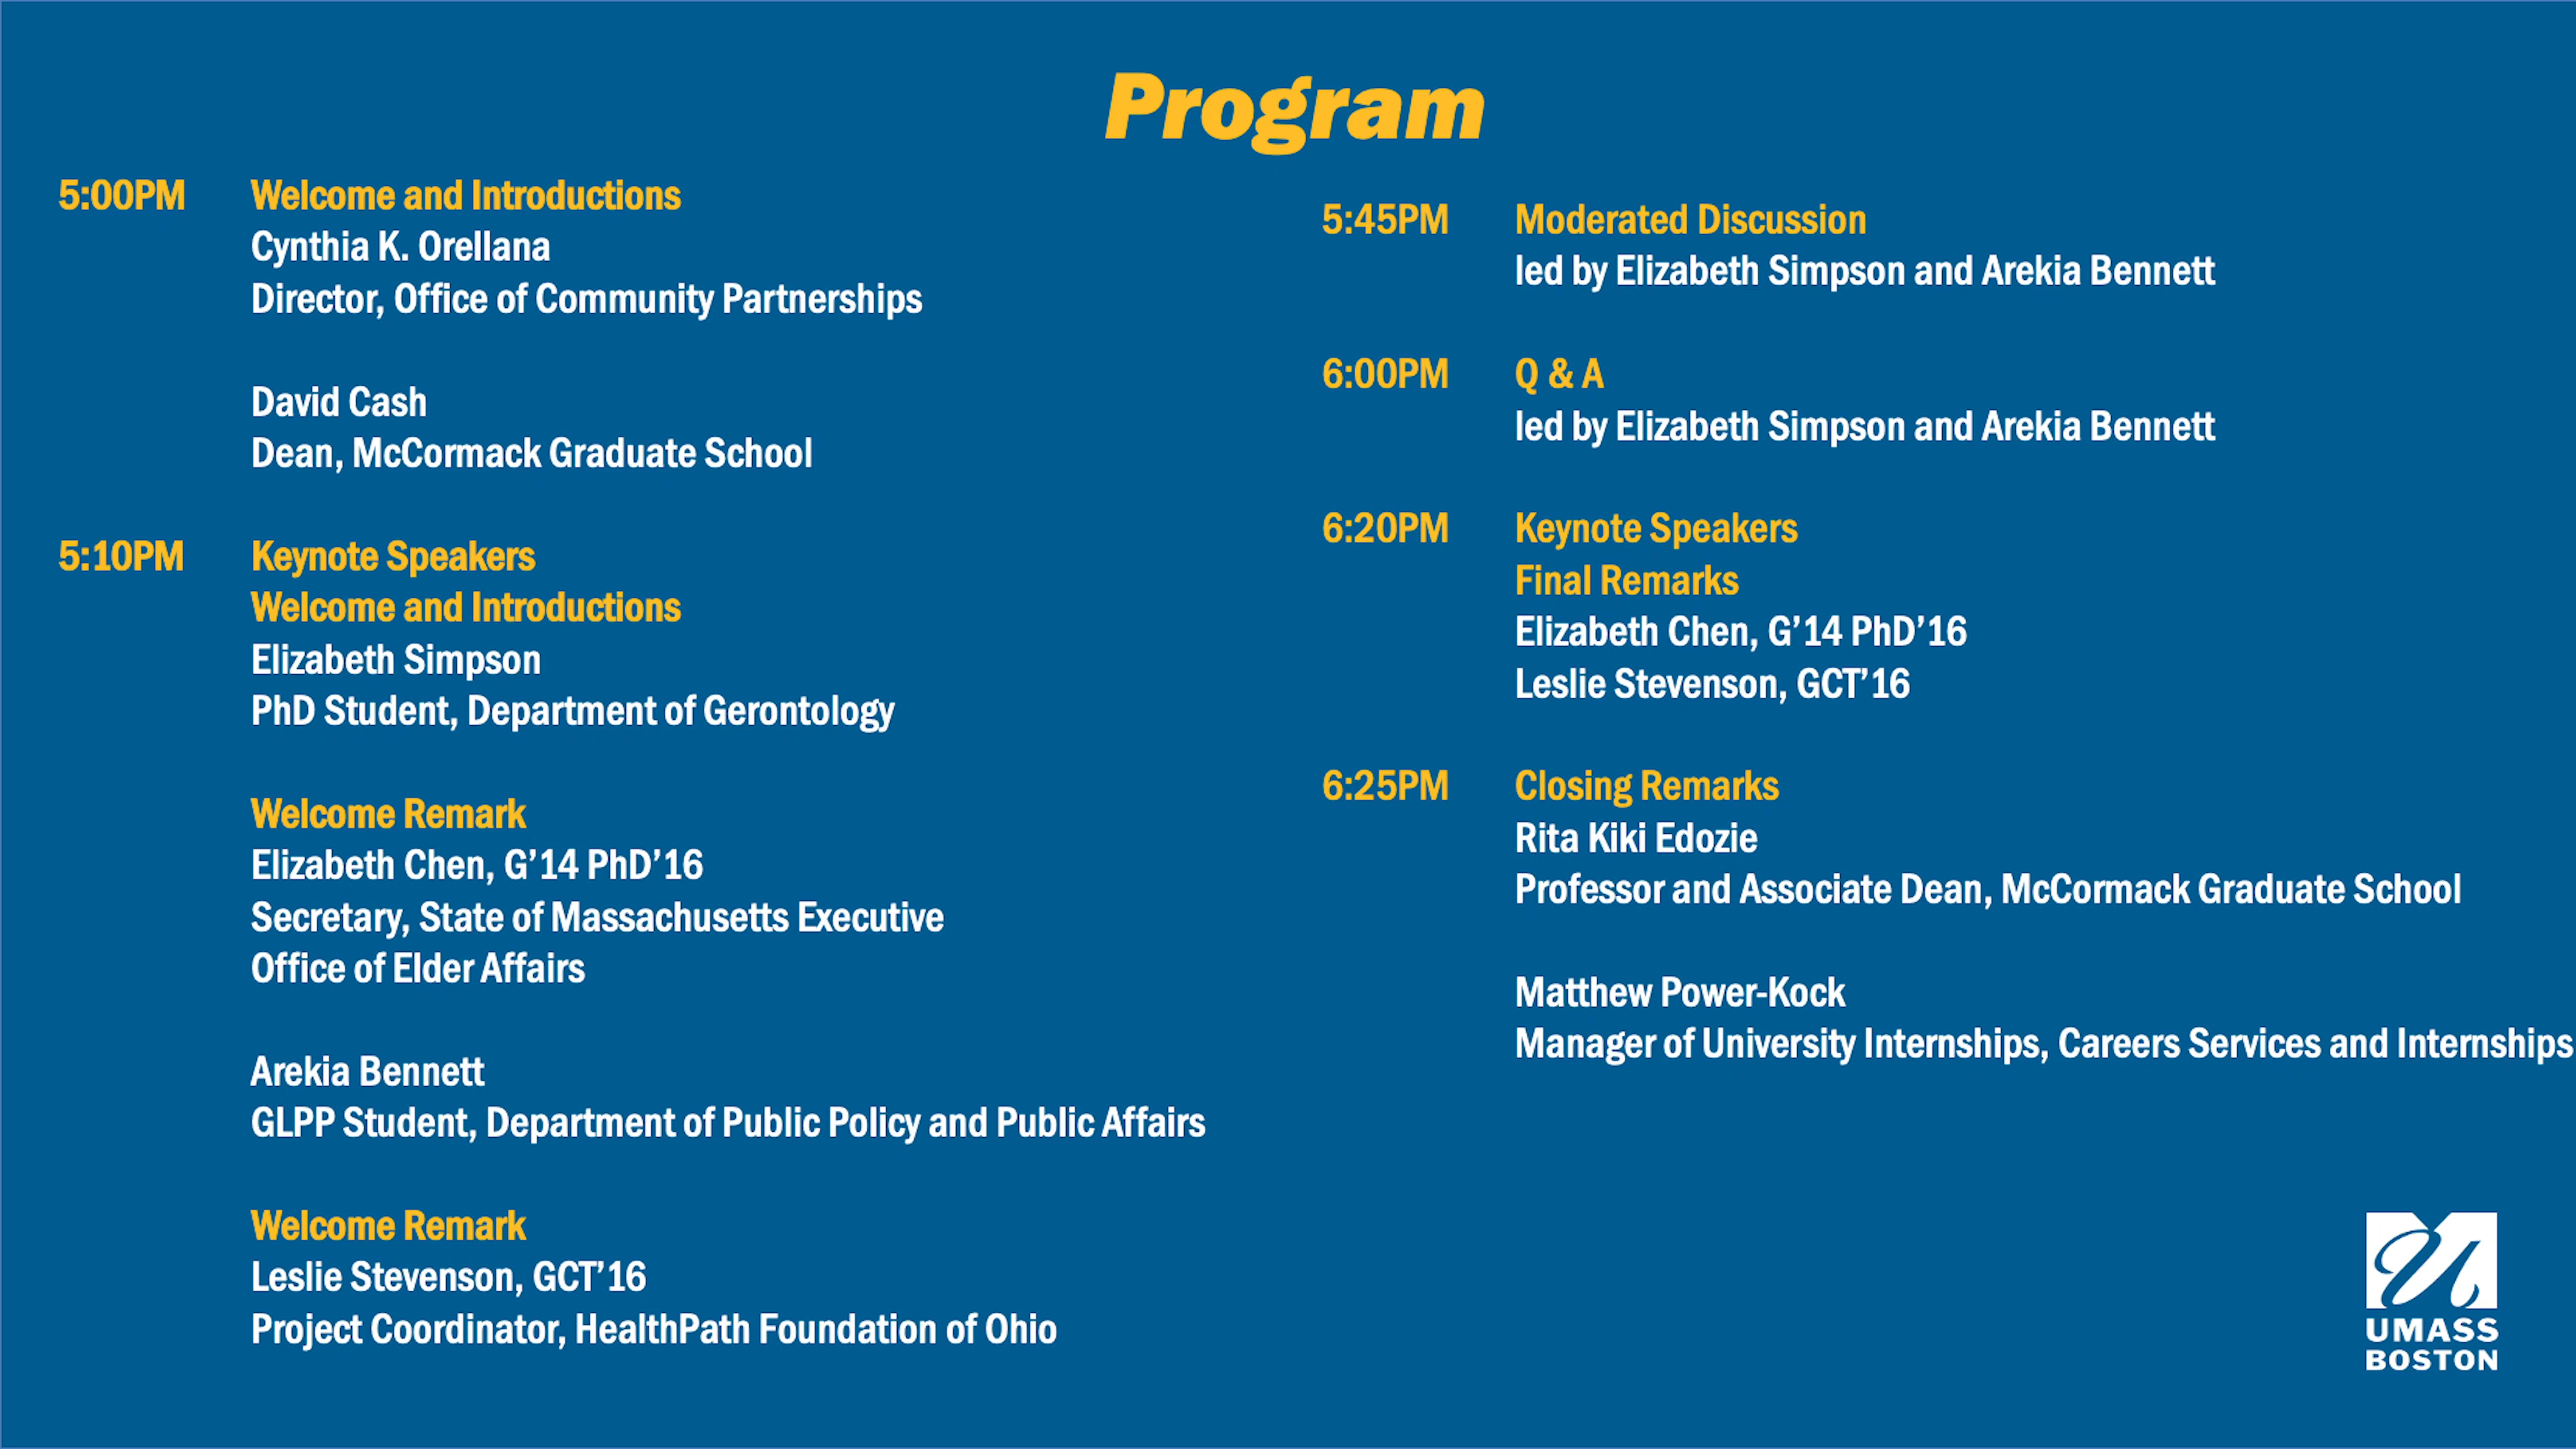 Program
5:00PM Welcome and Introductions
Cynthia K. Orellana
Director, Office of Community Partnerships
David Cash
Dean, McCormack Graduate School
5:10PM Keynote Speakers
Welcome and Introductions
Elizabeth Simpson
PhD Student, Department of Gerontology
Welcome Remark
Elizabeth Chen, G’14 PhD’16
Secretary, State of Massachusetts Executive
Office of Elder Affairs
Arekia Bennett
GLPP Student, Department of Public Policy and Public Affairs
Welcome Remark
Leslie Stevenson, GCT’16
Project Coordinator, HealthPath Foundation of Ohio
5:45PM Moderated Discussion
led by Elizabeth Simpson and Arekia Bennett
6:00PM Q & A
led by Elizabeth Simpson and Arekia Bennett
6:20PM Keynote Speakers
Final Remarks
Elizabeth Chen, G’14 PhD’16
Leslie Stevenson, GCT’16
6:25PM Closing Remarks
Rita Kiki Edozie
Professor and Associate Dean, McCormack Graduate School
Matthew Power-Kock
Manager of University Internships, Careers Services and Internships
UMASS
BOSTON